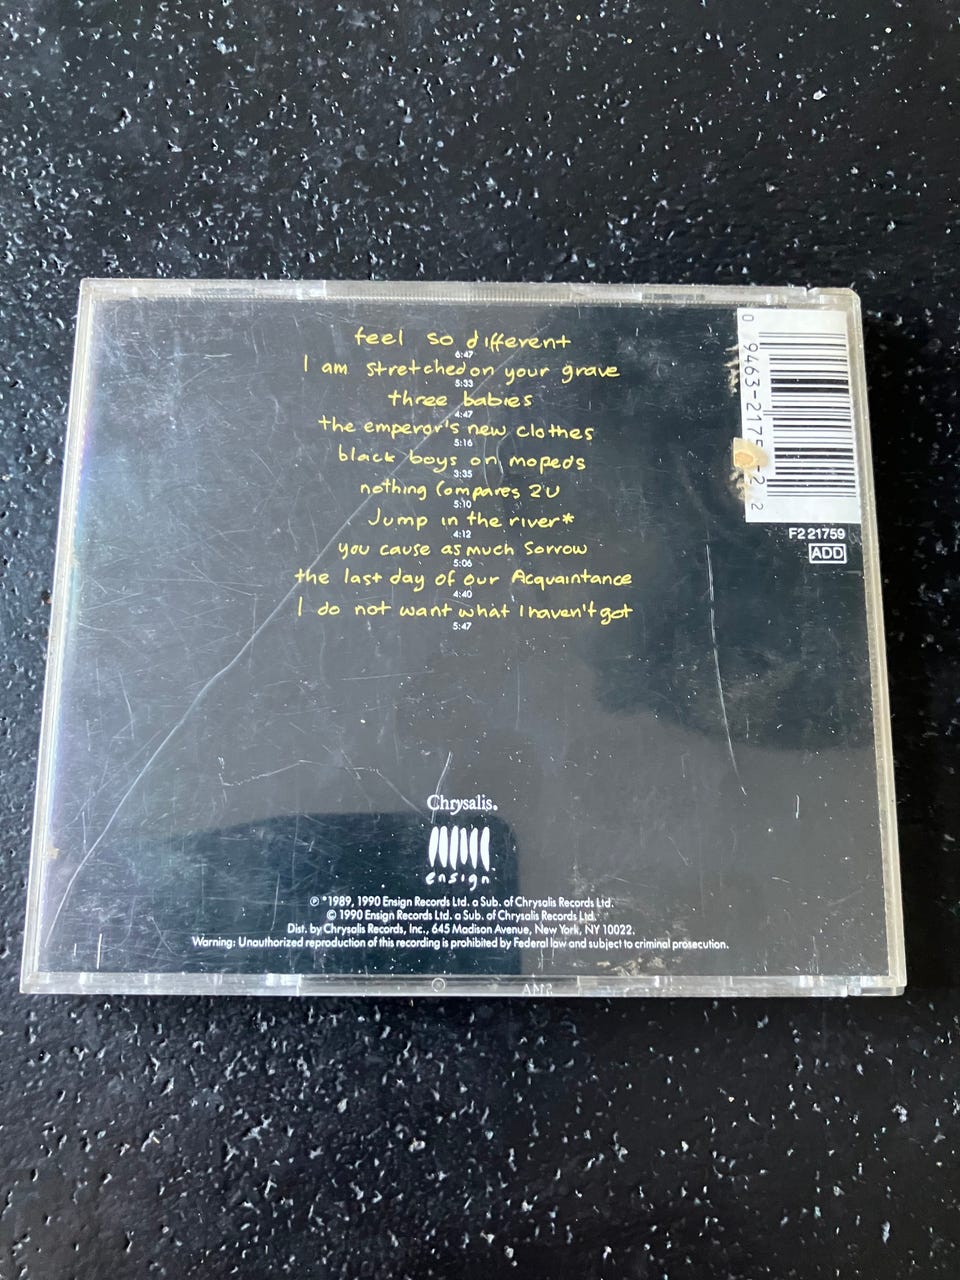 feel so different
6:47
I am stretched on your grave
5:33
three babies
4:47
the emperor's new clothes
5:16
black boys on mopeds
3:35
nothing Compares 2U
5:10
Jump in the river*
4:12
you cause as much Sorrow
5:06
the last day of our Acquaintance
4:40
I do not want what I haven't got
5:47
0 9463-217 -2 2
F2 21759
ADD
Chrysalis®
ensign
℗ *1989, 1990 Ensign Records Ltd. a Sub. of Chrysalis Records Ltd.
© 1990 Ensign Records Ltd. a Sub. of Chrysalis Records Ltd.
Dist. by Chrysalis Records, Inc., 645 Madison Avenue, New York, NY 10022.
Warning: Unauthorized reproduction of this recording is prohibited by Federal law and subject to criminal prosecution.